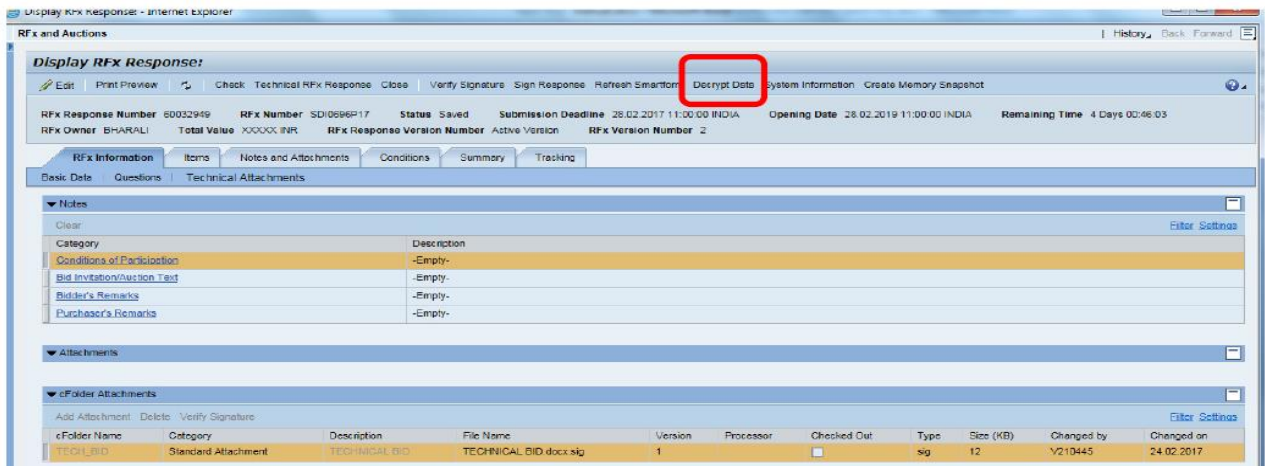 Display RFx Response: - Internet Explorer
RFx and Auctions
History Back Forward
Display RFx Response:
Edit Print Preview Check Technical RFx Response Close Verify Signature Sign Response Refresh Smartform Decrypt Data System Information Create Memory Snapshot
RFx Response Number 60032949 RFx Number SDI0696P17 Status Saved Submission Deadline 28.02.2017 11:00:00 INDIA Opening Date 28.02.2019 11:00:00 INDIA Remaining Time 4 Days 00:46:03
RFx Owner BHARALI Total Value XXXXX INR RFx Response Version Number Active Version RFx Version Number 2
RFx Information Items Notes and Attachments Conditions Summary Tracking
Basic Data Questions Technical Attachments
Notes
Clear Filter Settings
Category Description
Conditions of Participation -Empty-
Bid Invitation/Auction Text -Empty-
Bidder's Remarks -Empty-
Purchaser's Remarks -Empty-
Attachments
cFolder Attachments
Add Attachment Delete Verify Signature Filter Settings
cFolder Name Category Description File Name Version Processor Checked Out Type Size (KB) Changed by Changed on
TECH_BID Standard Attachment TECHNICAL BID TECHNICAL BID.docx.sig 1 sig 12 V210445 24.02.2017